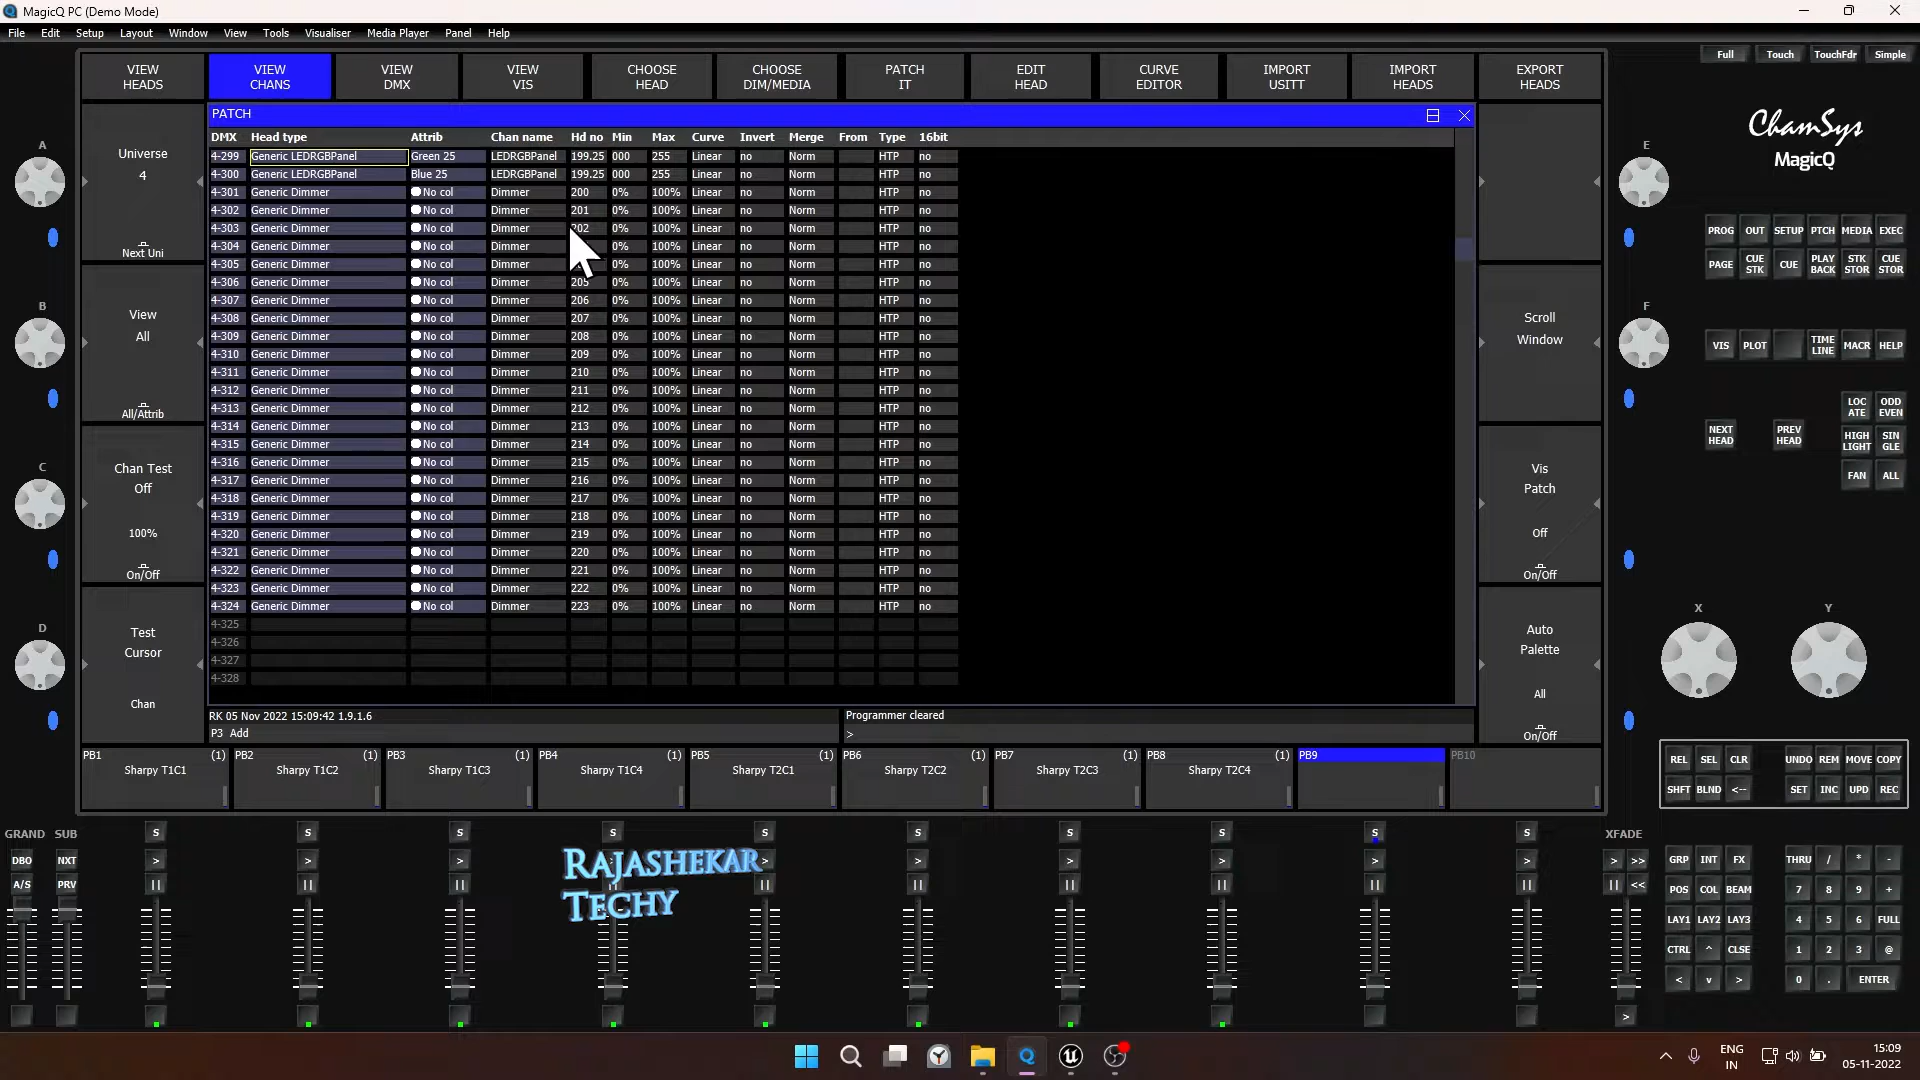 MagicQ PC (Demo Mode)
File Edit Setup Layout Window View Tools Visualiser Media Player Panel Help
Full Touch TouchFdr Simple
VIEW HEADS
VIEW CHANS
VIEW DMX
VIEW VIS
CHOOSE HEAD
CHOOSE DIM/MEDIA
PATCH IT
EDIT HEAD
CURVE EDITOR
IMPORT USITT
IMPORT HEADS
EXPORT HEADS
PATCH
DMX Head type Attrib Chan name Hd no Min Max Curve Invert Merge From Type 16bit
4-299 Generic LEDRGBPanel Green 25 LEDRGBPanel 199.25 000 255 Linear no Norm HTP no
4-300 Generic LEDRGBPanel Blue 25 LEDRGBPanel 199.25 000 255 Linear no Norm HTP no
4-301 Generic Dimmer No col Dimmer 200 0% 100% Linear no Norm HTP no
4-302 Generic Dimmer No col Dimmer 201 0% 100% Linear no Norm HTP no
4-303 Generic Dimmer No col Dimmer 202 0% 100% Linear no Norm HTP no
4-304 Generic Dimmer No col Dimmer 0% 100% Linear no Norm HTP no
4-305 Generic Dimmer No col Dimmer 0% 100% Linear no Norm HTP no
4-306 Generic Dimmer No col Dimmer 205 0% 100% Linear no Norm HTP no
4-307 Generic Dimmer No col Dimmer 206 0% 100% Linear no Norm HTP no
4-308 Generic Dimmer No col Dimmer 207 0% 100% Linear no Norm HTP no
4-309 Generic Dimmer No col Dimmer 208 0% 100% Linear no Norm HTP no
4-310 Generic Dimmer No col Dimmer 209 0% 100% Linear no Norm HTP no
4-311 Generic Dimmer No col Dimmer 210 0% 100% Linear no Norm HTP no
4-312 Generic Dimmer No col Dimmer 211 0% 100% Linear no Norm HTP no
4-313 Generic Dimmer No col Dimmer 212 0% 100% Linear no Norm HTP no
4-314 Generic Dimmer No col Dimmer 213 0% 100% Linear no Norm HTP no
4-315 Generic Dimmer No col Dimmer 214 0% 100% Linear no Norm HTP no
4-316 Generic Dimmer No col Dimmer 215 0% 100% Linear no Norm HTP no
4-317 Generic Dimmer No col Dimmer 216 0% 100% Linear no Norm HTP no
4-318 Generic Dimmer No col Dimmer 217 0% 100% Linear no Norm HTP no
4-319 Generic Dimmer No col Dimmer 218 0% 100% Linear no Norm HTP no
4-320 Generic Dimmer No col Dimmer 219 0% 100% Linear no Norm HTP no
4-321 Generic Dimmer No col Dimmer 220 0% 100% Linear no Norm HTP no
4-322 Generic Dimmer No col Dimmer 221 0% 100% Linear no Norm HTP no
4-323 Generic Dimmer No col Dimmer 222 0% 100% Linear no Norm HTP no
4-324 Generic Dimmer No col Dimmer 223 0% 100% Linear no Norm HTP no
4-325
4-326
4-327
4-328
RK 05 Nov 2022 15:09:42 1.9.1.6
P3 Add
Programmer cleared
>
A
Universe
4
Next Uni
B
View
All
All/Attrib
C
Chan Test
Off
100%
On/Off
D
Test
Cursor
Chan
E
F
Scroll
Window
Vis
Patch
Off
On/Off
Auto
Palette
All
On/Off
PB1 (1) PB2 (1) PB3 (1) PB4 (1) PB5 (1) PB6 (1) PB7 (1) PB8 (1) PB9 PB10
Sharpy T1C1 Sharpy T1C2 Sharpy T1C3 Sharpy T1C4 Sharpy T2C1 Sharpy T2C2 Sharpy T2C3 Sharpy T2C4
ChamSys
MagicQ
PROG OUT SETUP PTCH MEDIA EXEC
PAGE CUE STK CUE PLAY BACK STK STOR CUE STOR
VIS PLOT TIME LINE MACR HELP
LOC ATE ODD EVEN
NEXT HEAD PREV HEAD HIGH LIGHT SIN GLE
FAN ALL
X Y
REL SEL CLR UNDO REM MOVE COPY
SHFT BLND <-- SET INC UPD REC
GRAND SUB
DBO NXT
A/S PRV
S S S S S S S S S S
> > > > > > > > >
XFADE
> >>
<<
>
RAJASHEKAR
TECHY
GRP INT FX THRU / * -
POS COL BEAM 7 8 9 +
LAY1 LAY2 LAY3 4 5 6 FULL
CTRL ^ CLSE 1 2 3 @
< v > 0 . ENTER
ENG
IN
15:09
05-11-2022